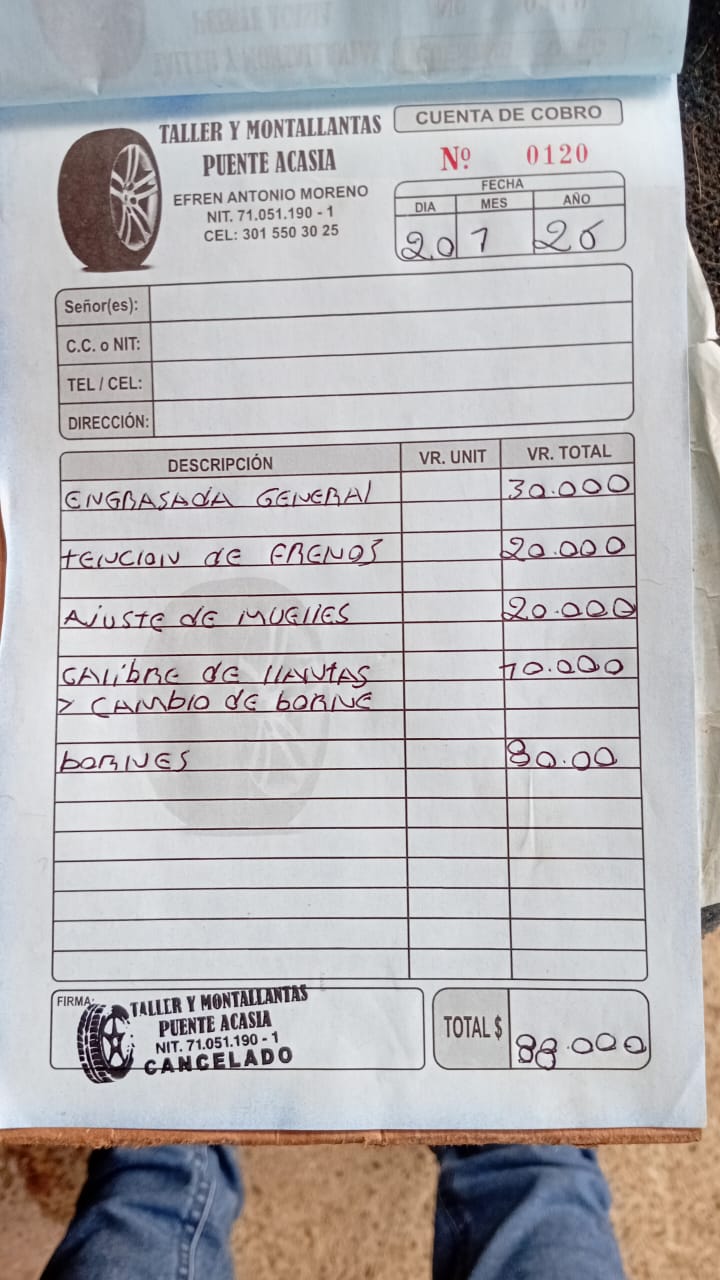 TALLER Y MONTALLANTAS
PUENTE ACASIA
EFREN ANTONIO MORENO
NIT. 71.051.190 - 1
CEL: 301 550 30 25
CUENTA DE COBRO
Nº 0120
FECHA
DIA MES AÑO
20 1 26
Señor(es):
C.C. o NIT:
TEL / CEL:
DIRECCIÓN:
DESCRIPCIÓN VR. UNIT VR. TOTAL
ENGRASADA GENERAL 30.000
tENCION de FRENOS 20.000
AJUSTE de MUELLES 20.000
CALibRE de LLANTAS 10.000
Y CAMBIO de bORNE
bORNES 80.00
FIRMA:
TALLER Y MONTALLANTAS
PUENTE ACASIA
NIT. 71.051.190 - 1
CANCELADO
TOTAL $ 88.000